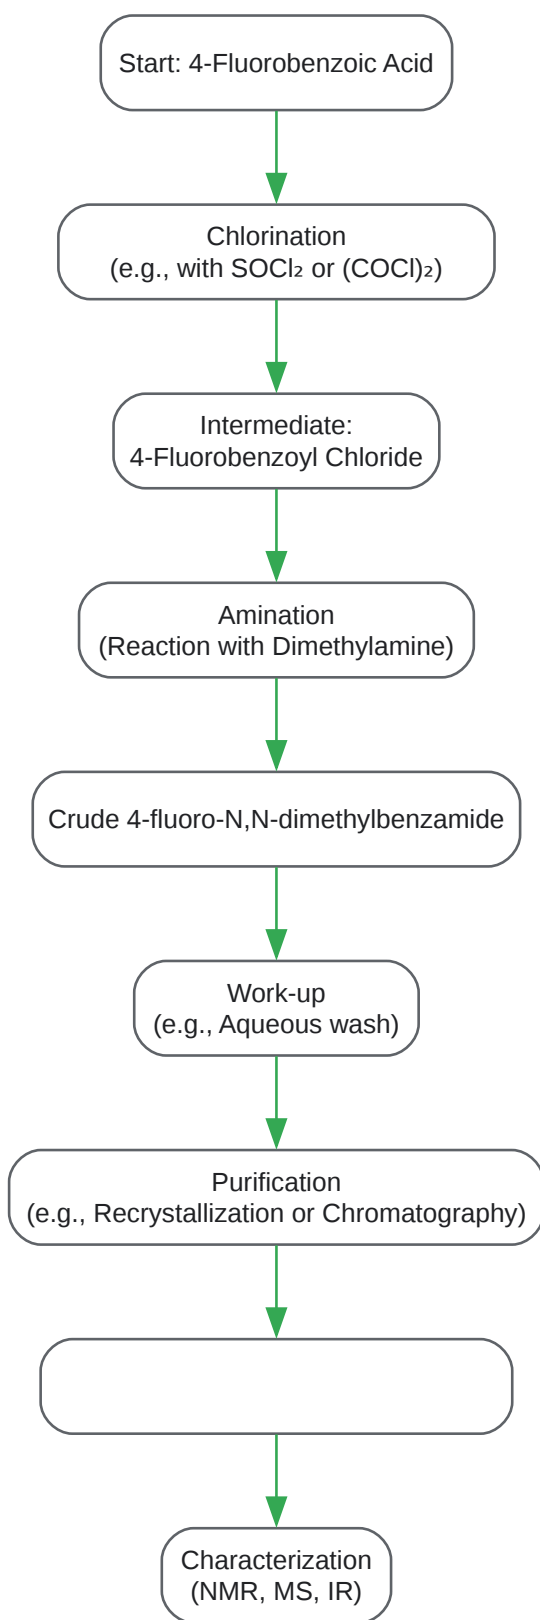 Start: 4-Fluorobenzoic Acid
Chlorination
(e.g., with SOCl₂ or (COCl)₂)
Intermediate:
4-Fluorobenzoyl Chloride
Amination
(Reaction with Dimethylamine)
Crude 4-fluoro-N,N-dimethylbenzamide
Work-up
(e.g., Aqueous wash)
Purification
(e.g., Recrystallization or Chromatography)
Characterization
(NMR, MS, IR)